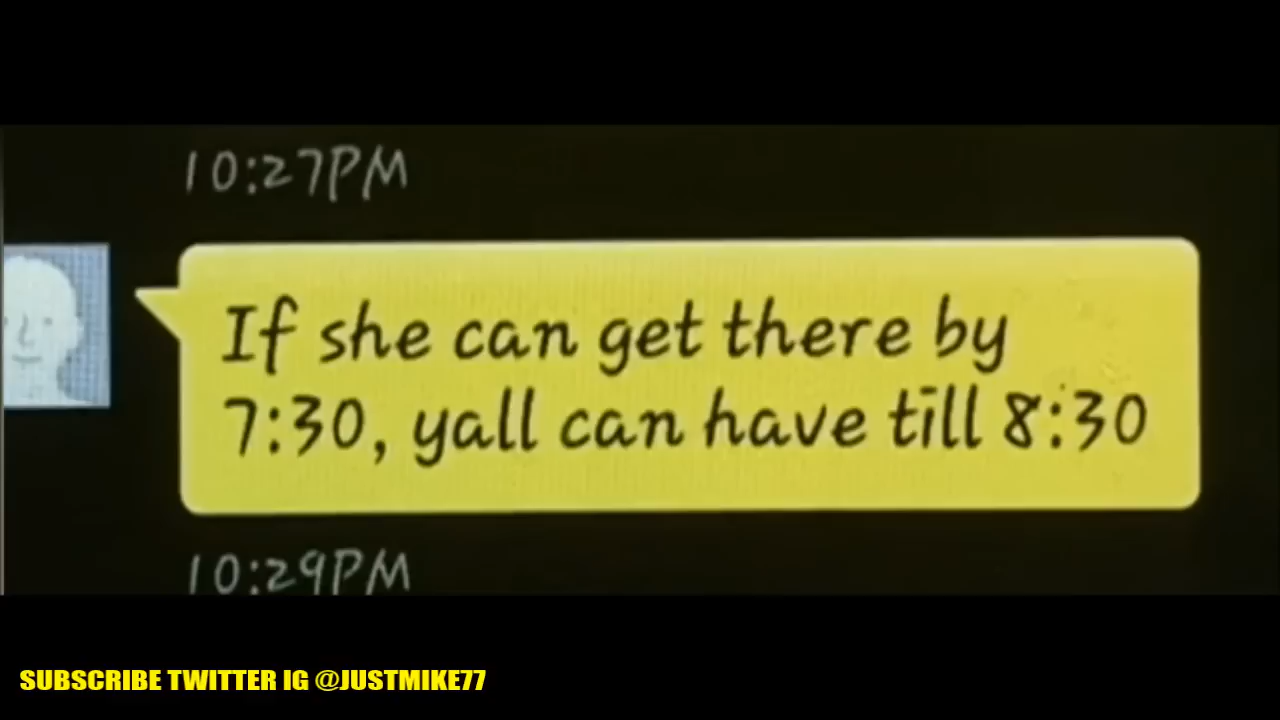 10:27PM
If she can get there by
7:30, yall can have till 8:30
10:29PM
SUBSCRIBE TWITTER IG @JUSTMIKE77